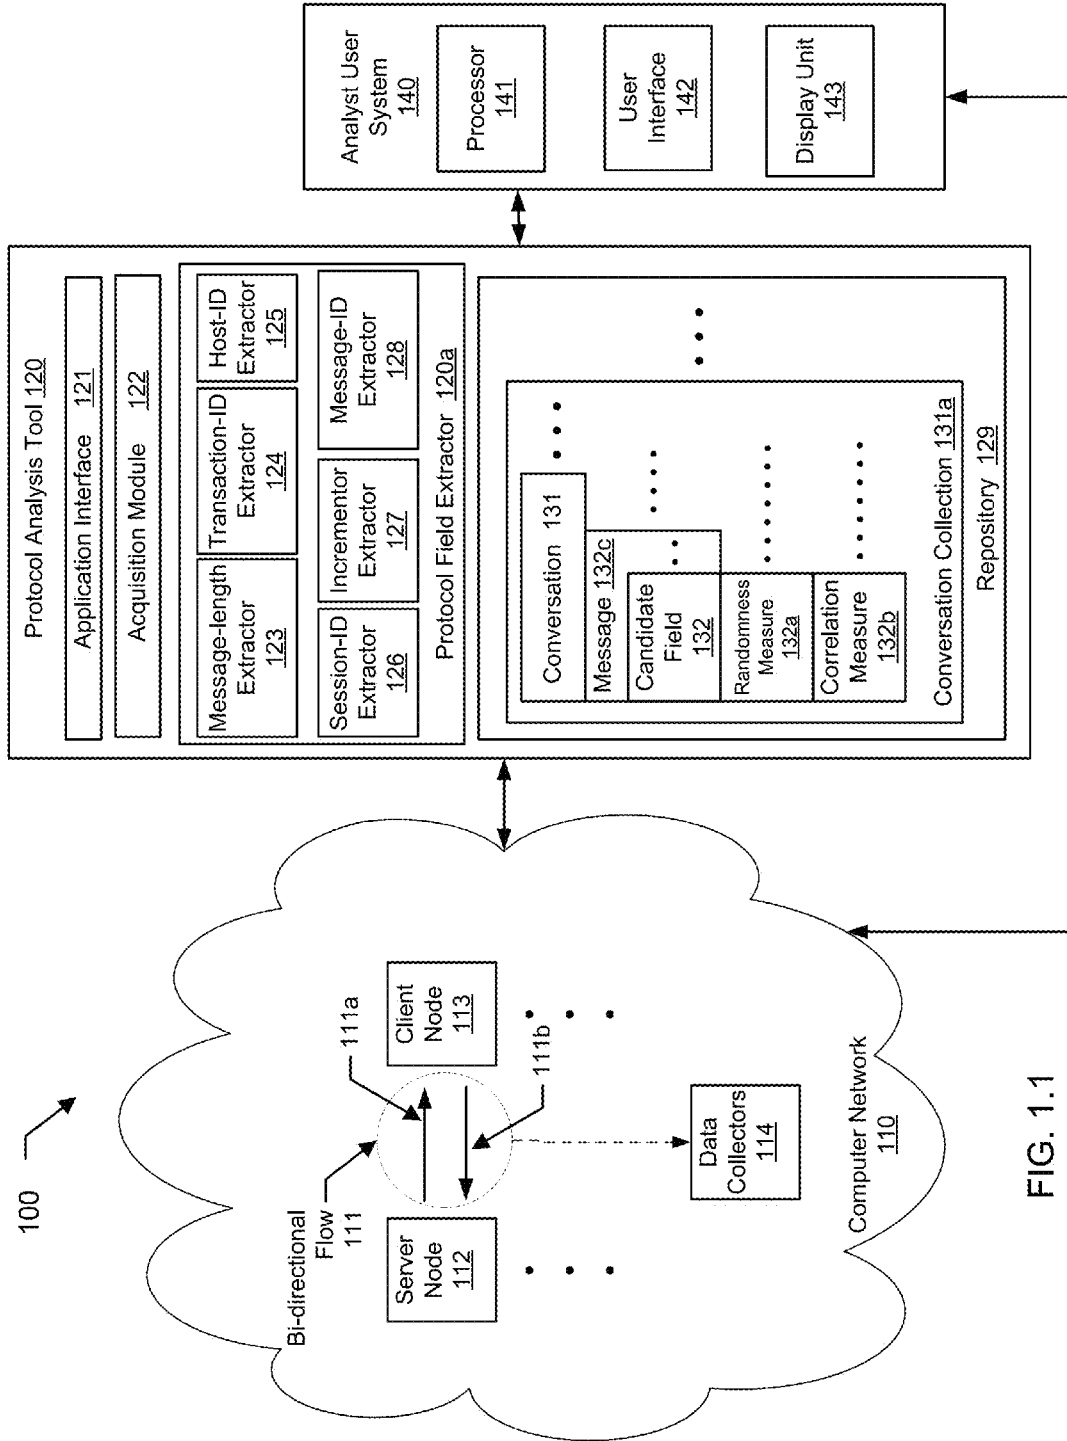 100
Bi-directional
Flow
111
111a
111b
Server
Node
112
Client
Node
113
Data
Collectors
114
Computer Network
110
Protocol Analysis Tool 120
Application Interface 121
Acquisition Module 122
Message-length
Extractor
123
Transaction-ID
Extractor
124
Host-ID
Extractor
125
Session-ID
Extractor
126
Incrementor
Extractor
127
Message-ID
Extractor
128
Protocol Field Extractor 120a
Conversation 131
Message 132c
Candidate
Field
132
Randomness
Measure
132a
Correlation
Measure
132b
Conversation Collection 131a
Repository 129
Analyst User
System
140
Processor
141
User
Interface
142
Display Unit
143
FIG. 1.1